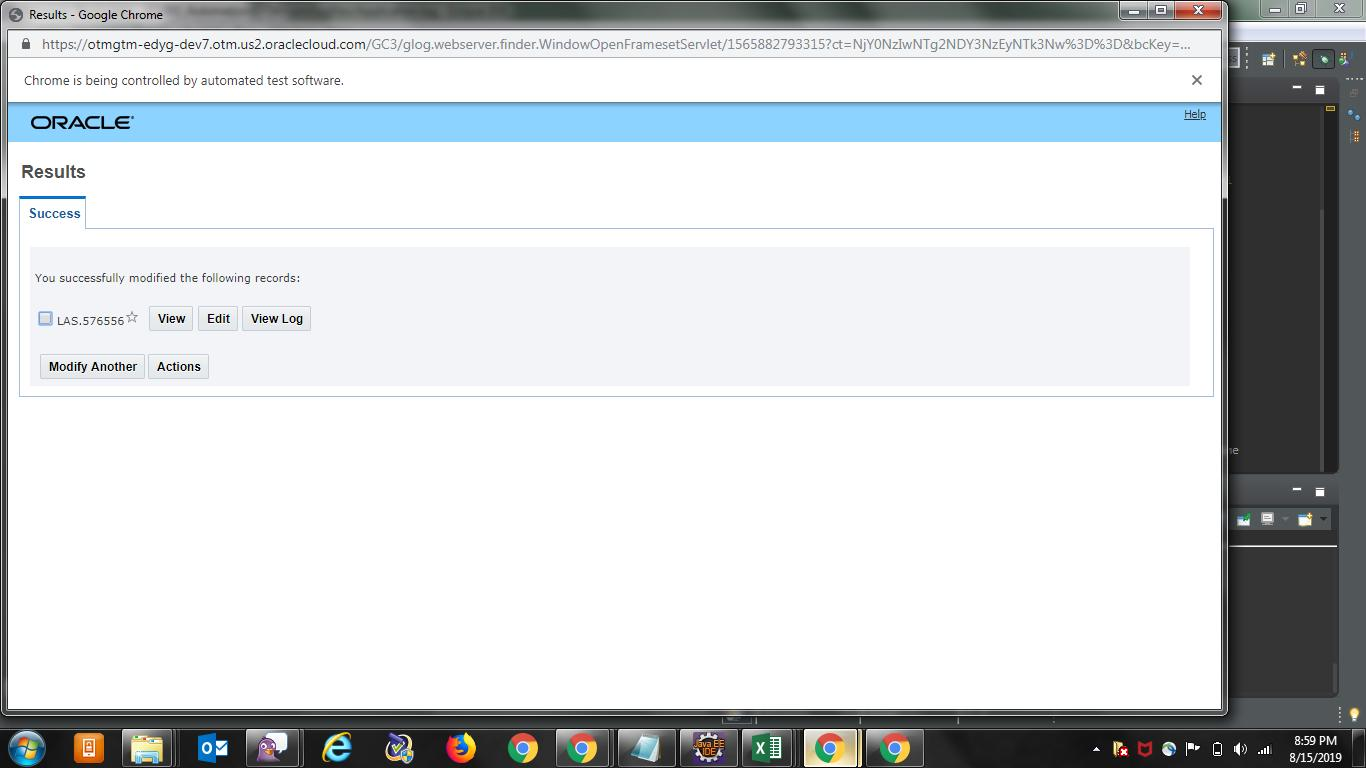 Results - Google Chrome
https://otmgtm-edyg-dev7.otm.us2.oraclecloud.com/GC3/glog.webserver.finder.WindowOpenFramesetServlet/1565882793315?ct=NjY0NzIwNTg2NDY3NzEyNTk3Nw%3D%3D&bcKey=...
Chrome is being controlled by automated test software.
ORACLE
Help
Results
Success
You successfully modified the following records:
LAS.576556 View Edit View Log
Modify Another Actions
Java EE
IDE
8:59 PM
8/15/2019